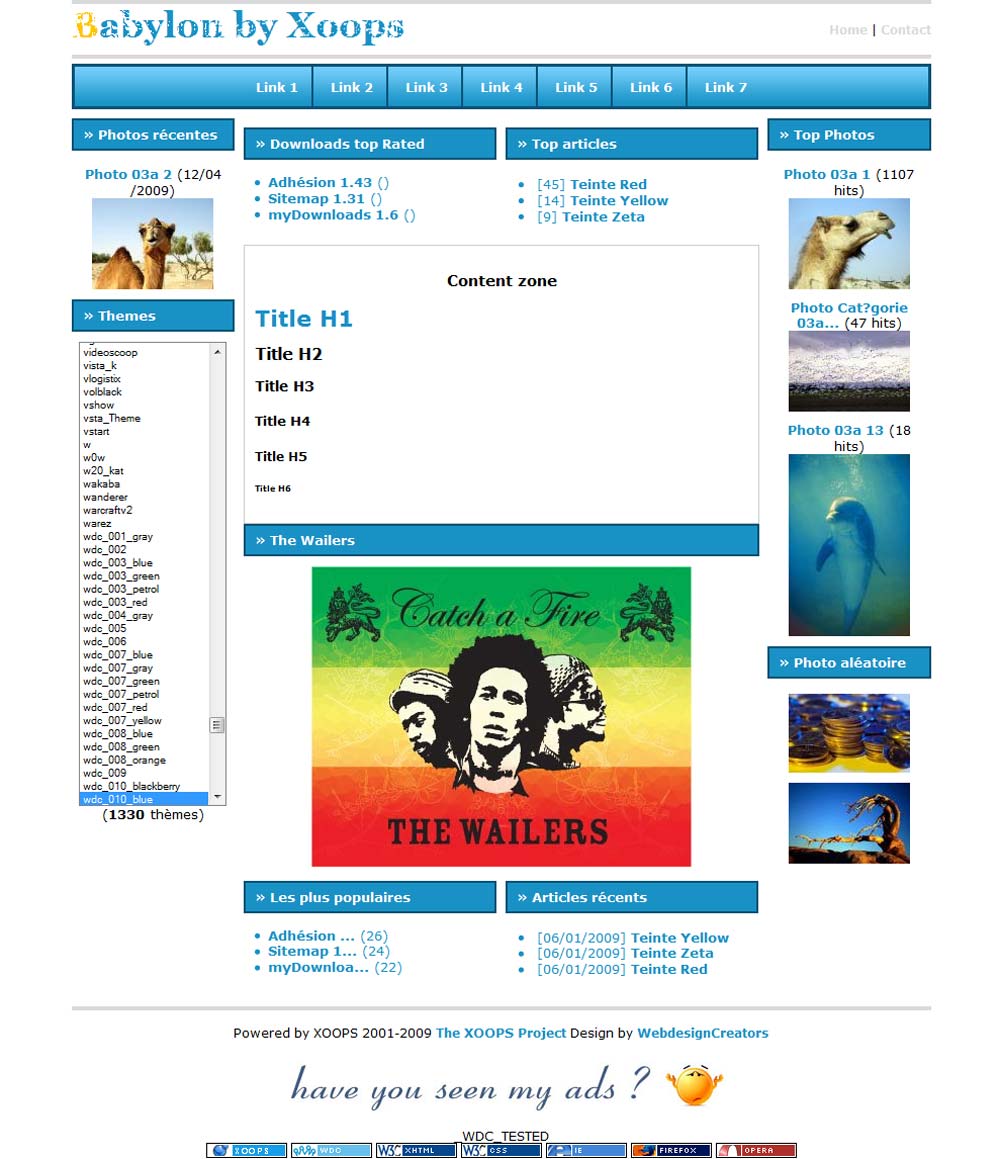 Babylon by Xoops
Home | Contact
Link 1 Link 2 Link 3 Link 4 Link 5 Link 6 Link 7
» Photos récentes
Photo 03a 2 (12/04
/2009)
» Themes
videoscoop
vista_k
vlogistix
volblack
vshow
vsta_Theme
vstart
w
w0w
w20_kat
wakaba
wanderer
warcraftv2
warez
wdc_001_gray
wdc_002
wdc_003_blue
wdc_003_green
wdc_003_petrol
wdc_003_red
wdc_004_gray
wdc_005
wdc_006
wdc_007_blue
wdc_007_gray
wdc_007_green
wdc_007_petrol
wdc_007_red
wdc_007_yellow
wdc_008_blue
wdc_008_green
wdc_008_orange
wdc_009
wdc_010_blackberry
wdc_010_blue
(1330 thèmes)
» Downloads top Rated
Adhésion 1.43 ()
Sitemap 1.31 ()
myDownloads 1.6 ()
» Top articles
[45] Teinte Red
[14] Teinte Yellow
[9] Teinte Zeta
Content zone
Title H1
Title H2
Title H3
Title H4
Title H5
Title H6
» The Wailers
Catch a Fire
THE WAILERS
» Les plus populaires
Adhésion ... (26)
Sitemap 1... (24)
myDownloa... (22)
» Articles récents
[06/01/2009] Teinte Yellow
[06/01/2009] Teinte Zeta
[06/01/2009] Teinte Red
» Top Photos
Photo 03a 1 (1107
hits)
Photo Cat?gorie
03a... (47 hits)
Photo 03a 13 (18
hits)
» Photo aléatoire
Powered by XOOPS 2001-2009 The XOOPS Project Design by WebdesignCreators
have you seen my ads ?
_WDC_TESTED
XOOPS WDC W3C XHTML W3C CSS IE FIREFOX OPERA